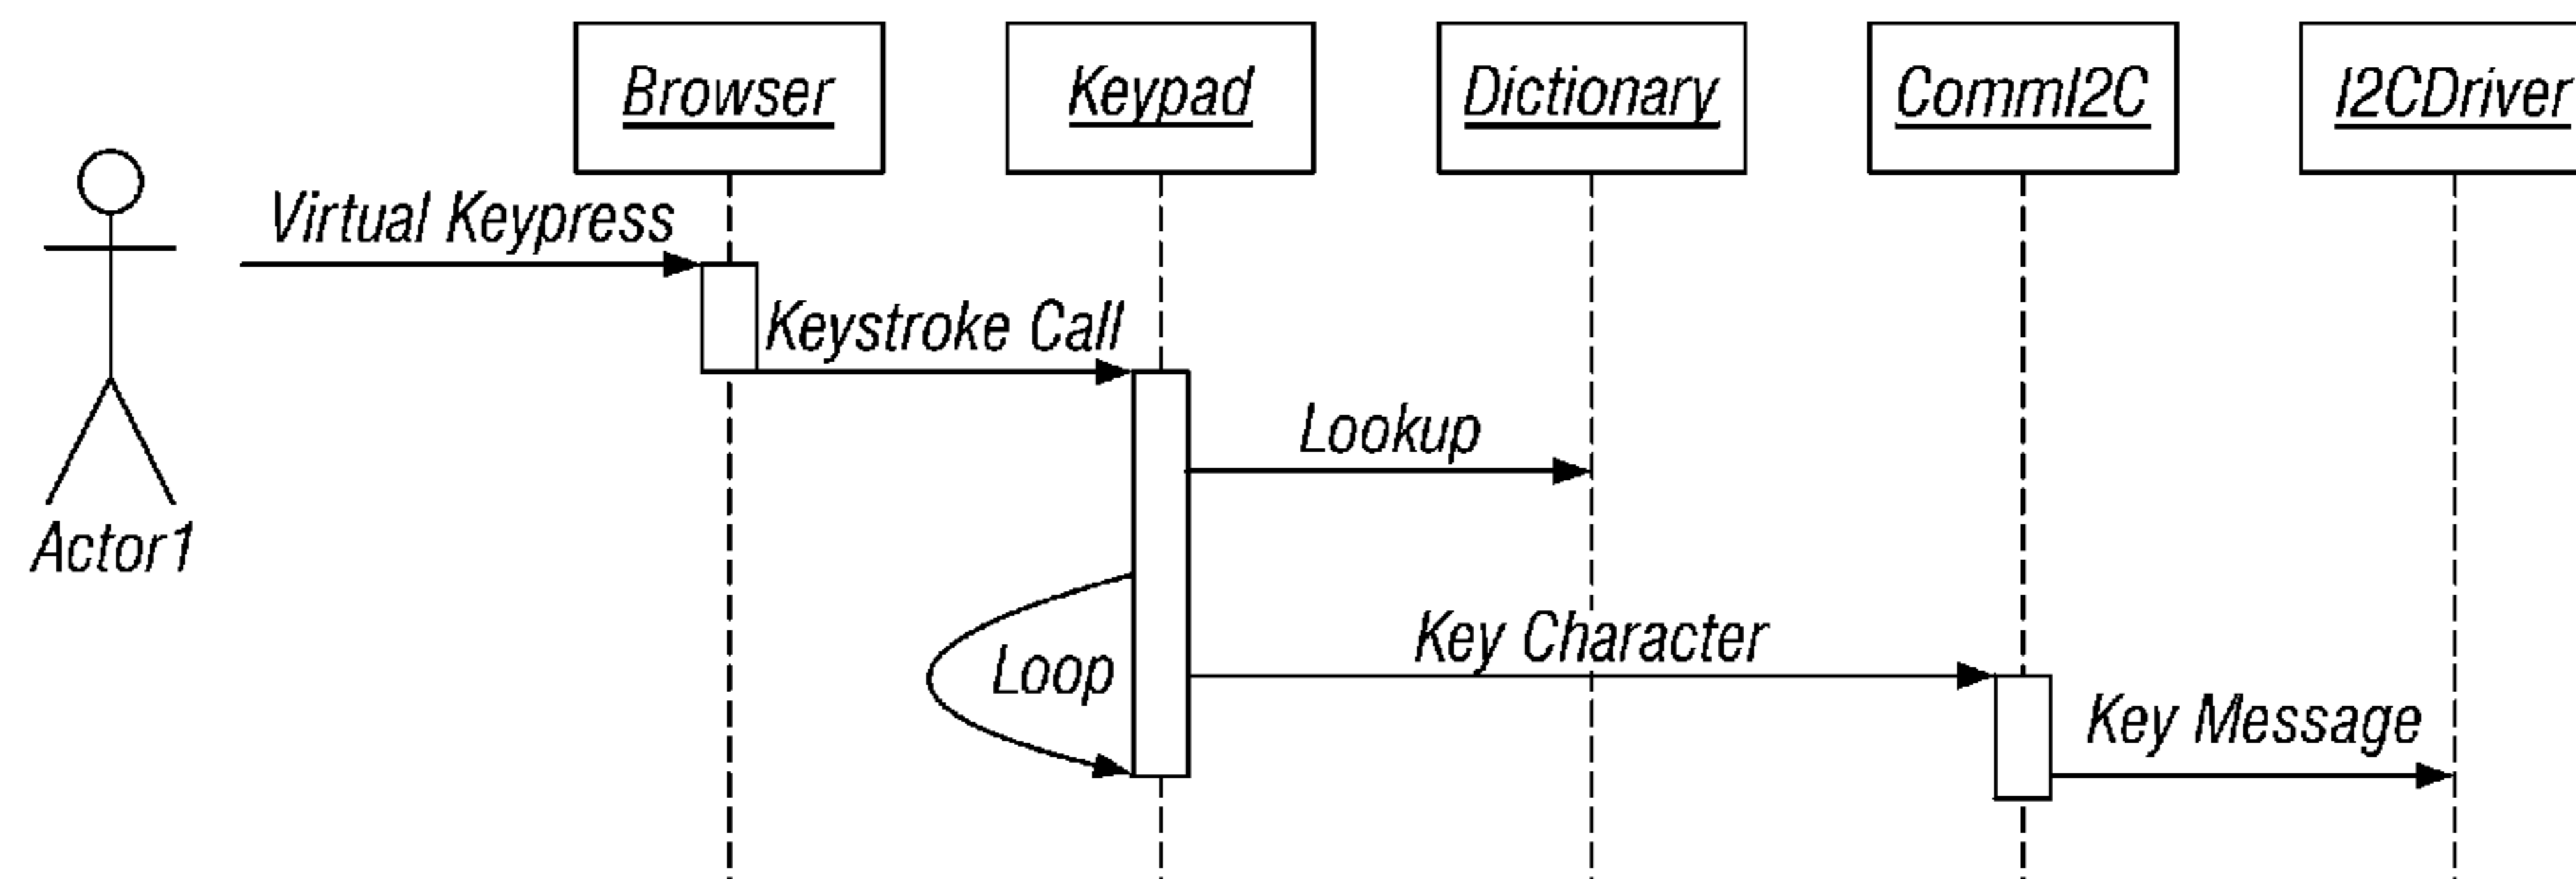 Browser
Keypad
Dictionary
CommI2C
I2CDriver
Virtual Keypress
Keystroke Call
Lookup
Actor1
Key Character
Loop
Key Message